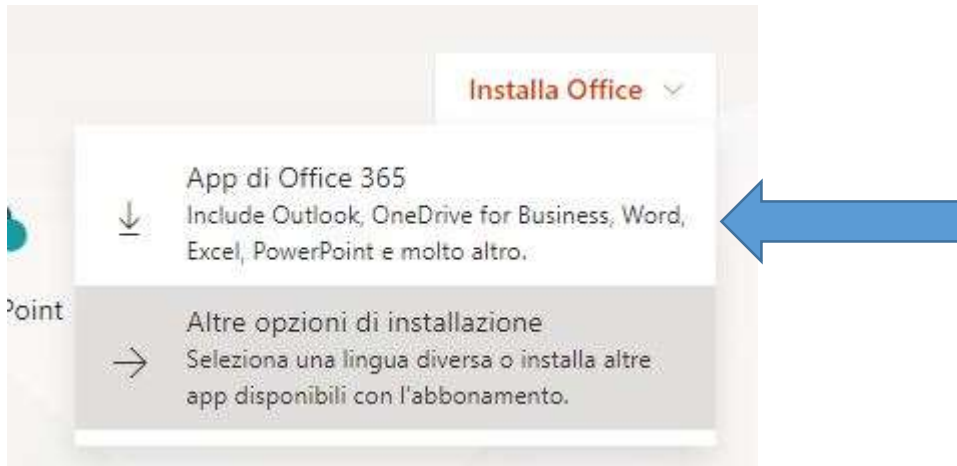 Installa Office
App di Office 365
Include Outlook, OneDrive for Business, Word,
Excel, PowerPoint e molto altro.
Point
Altre opzioni di installazione
Seleziona una lingua diversa o installa altre
app disponibili con l'abbonamento.